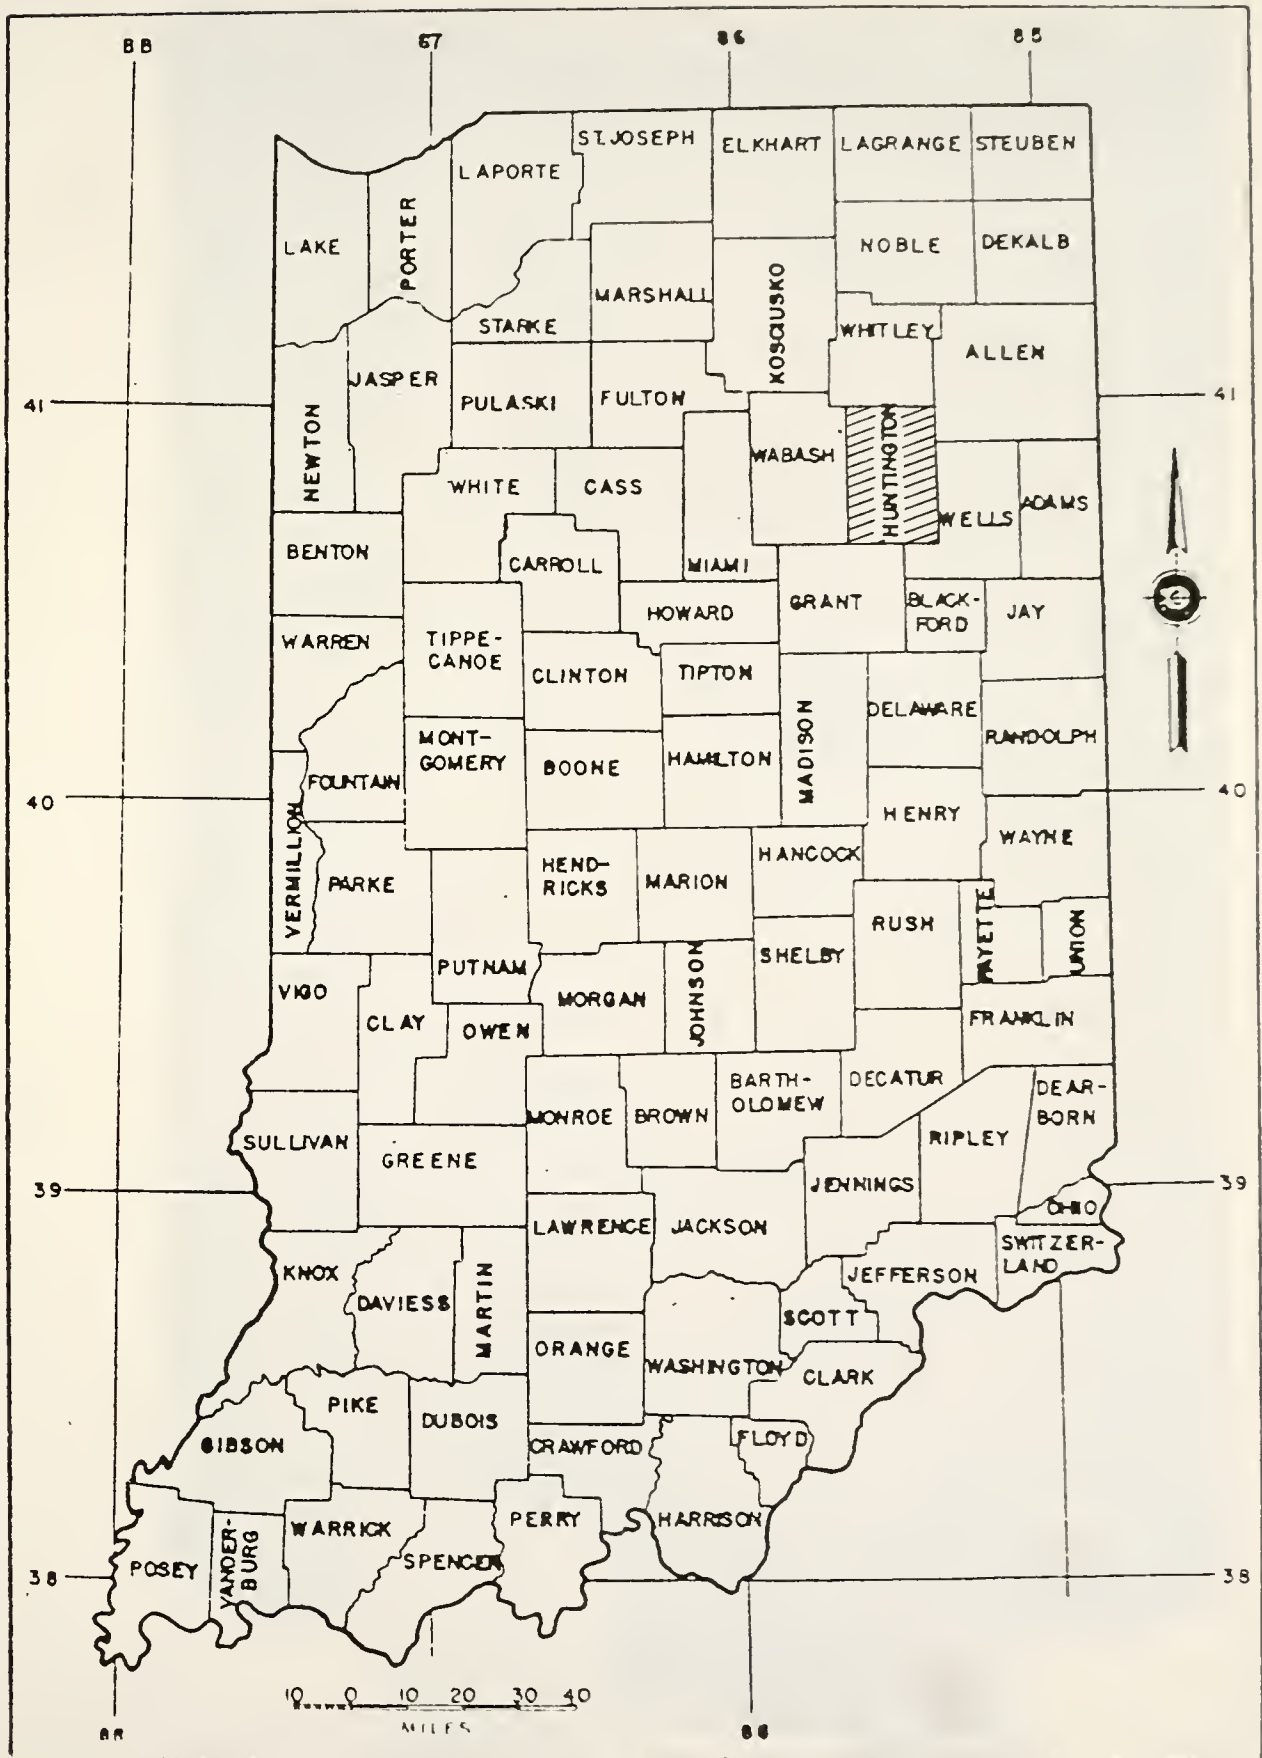 88 87 86 85
ST. JOSEPH ELKHART LAGRANGE STEUBEN
LAPORTE
LAKE PORTER NOBLE DEKALB
MARSHALL KOSCIUSKO
STARKE WHITLEY ALLEN
JASPER
41 PULASKI FULTON 41
NEWTON WABASH HUNTINGTON
WHITE CASS WELLS ADAMS
BENTON CARROLL MIAMI
HOWARD GRANT BLACK-
FORD JAY
WARREN TIPPE-
CANOE CLINTON TIPTON
DELAWARE
MONT-
GOMERY BOONE HAMILTON MADISON RANDOLPH
FOUNTAIN
40 HENRY 40
VERMILLION HANCOCK WAYNE
PARKE HEND-
RICKS MARION
RUSH FAYETTE UNION
PUTNAM JOHNSON SHELBY
VIGO MORGAN
CLAY OWEN FRANKLIN
MONROE BROWN BARTH-
OLOMEW DECATUR DEAR-
BORN
SULLIVAN GREENE RIPLEY
39 JENNINGS 39
LAWRENCE JACKSON OHIO
SWITZER-
LAND
KNOX DAVIESS MARTIN JEFFERSON
SCOTT
ORANGE WASHINGTON CLARK
PIKE DUBOIS
GIBSON CRAWFORD FLOYD
WARRICK PERRY HARRISON
POSEY VANDER-
BURG SPENCER
38 38
10 0 10 20 30 40
MILES
88 86